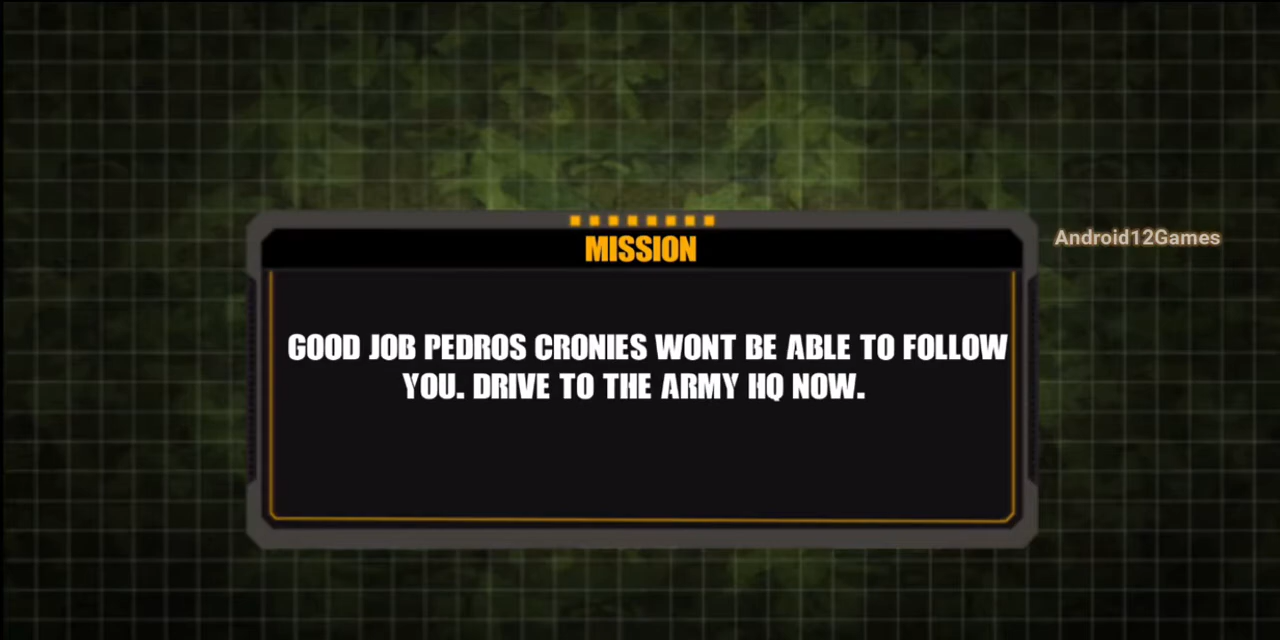 MISSION
Android12Games
GOOD JOB PEDROS CRONIES WONT BE ABLE TO FOLLOW
YOU. DRIVE TO THE ARMY HQ NOW.